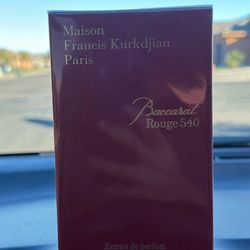 Maison
Francis Kurkdjian
Paris
Baccarat
Rouge 540
Extrait de parfum